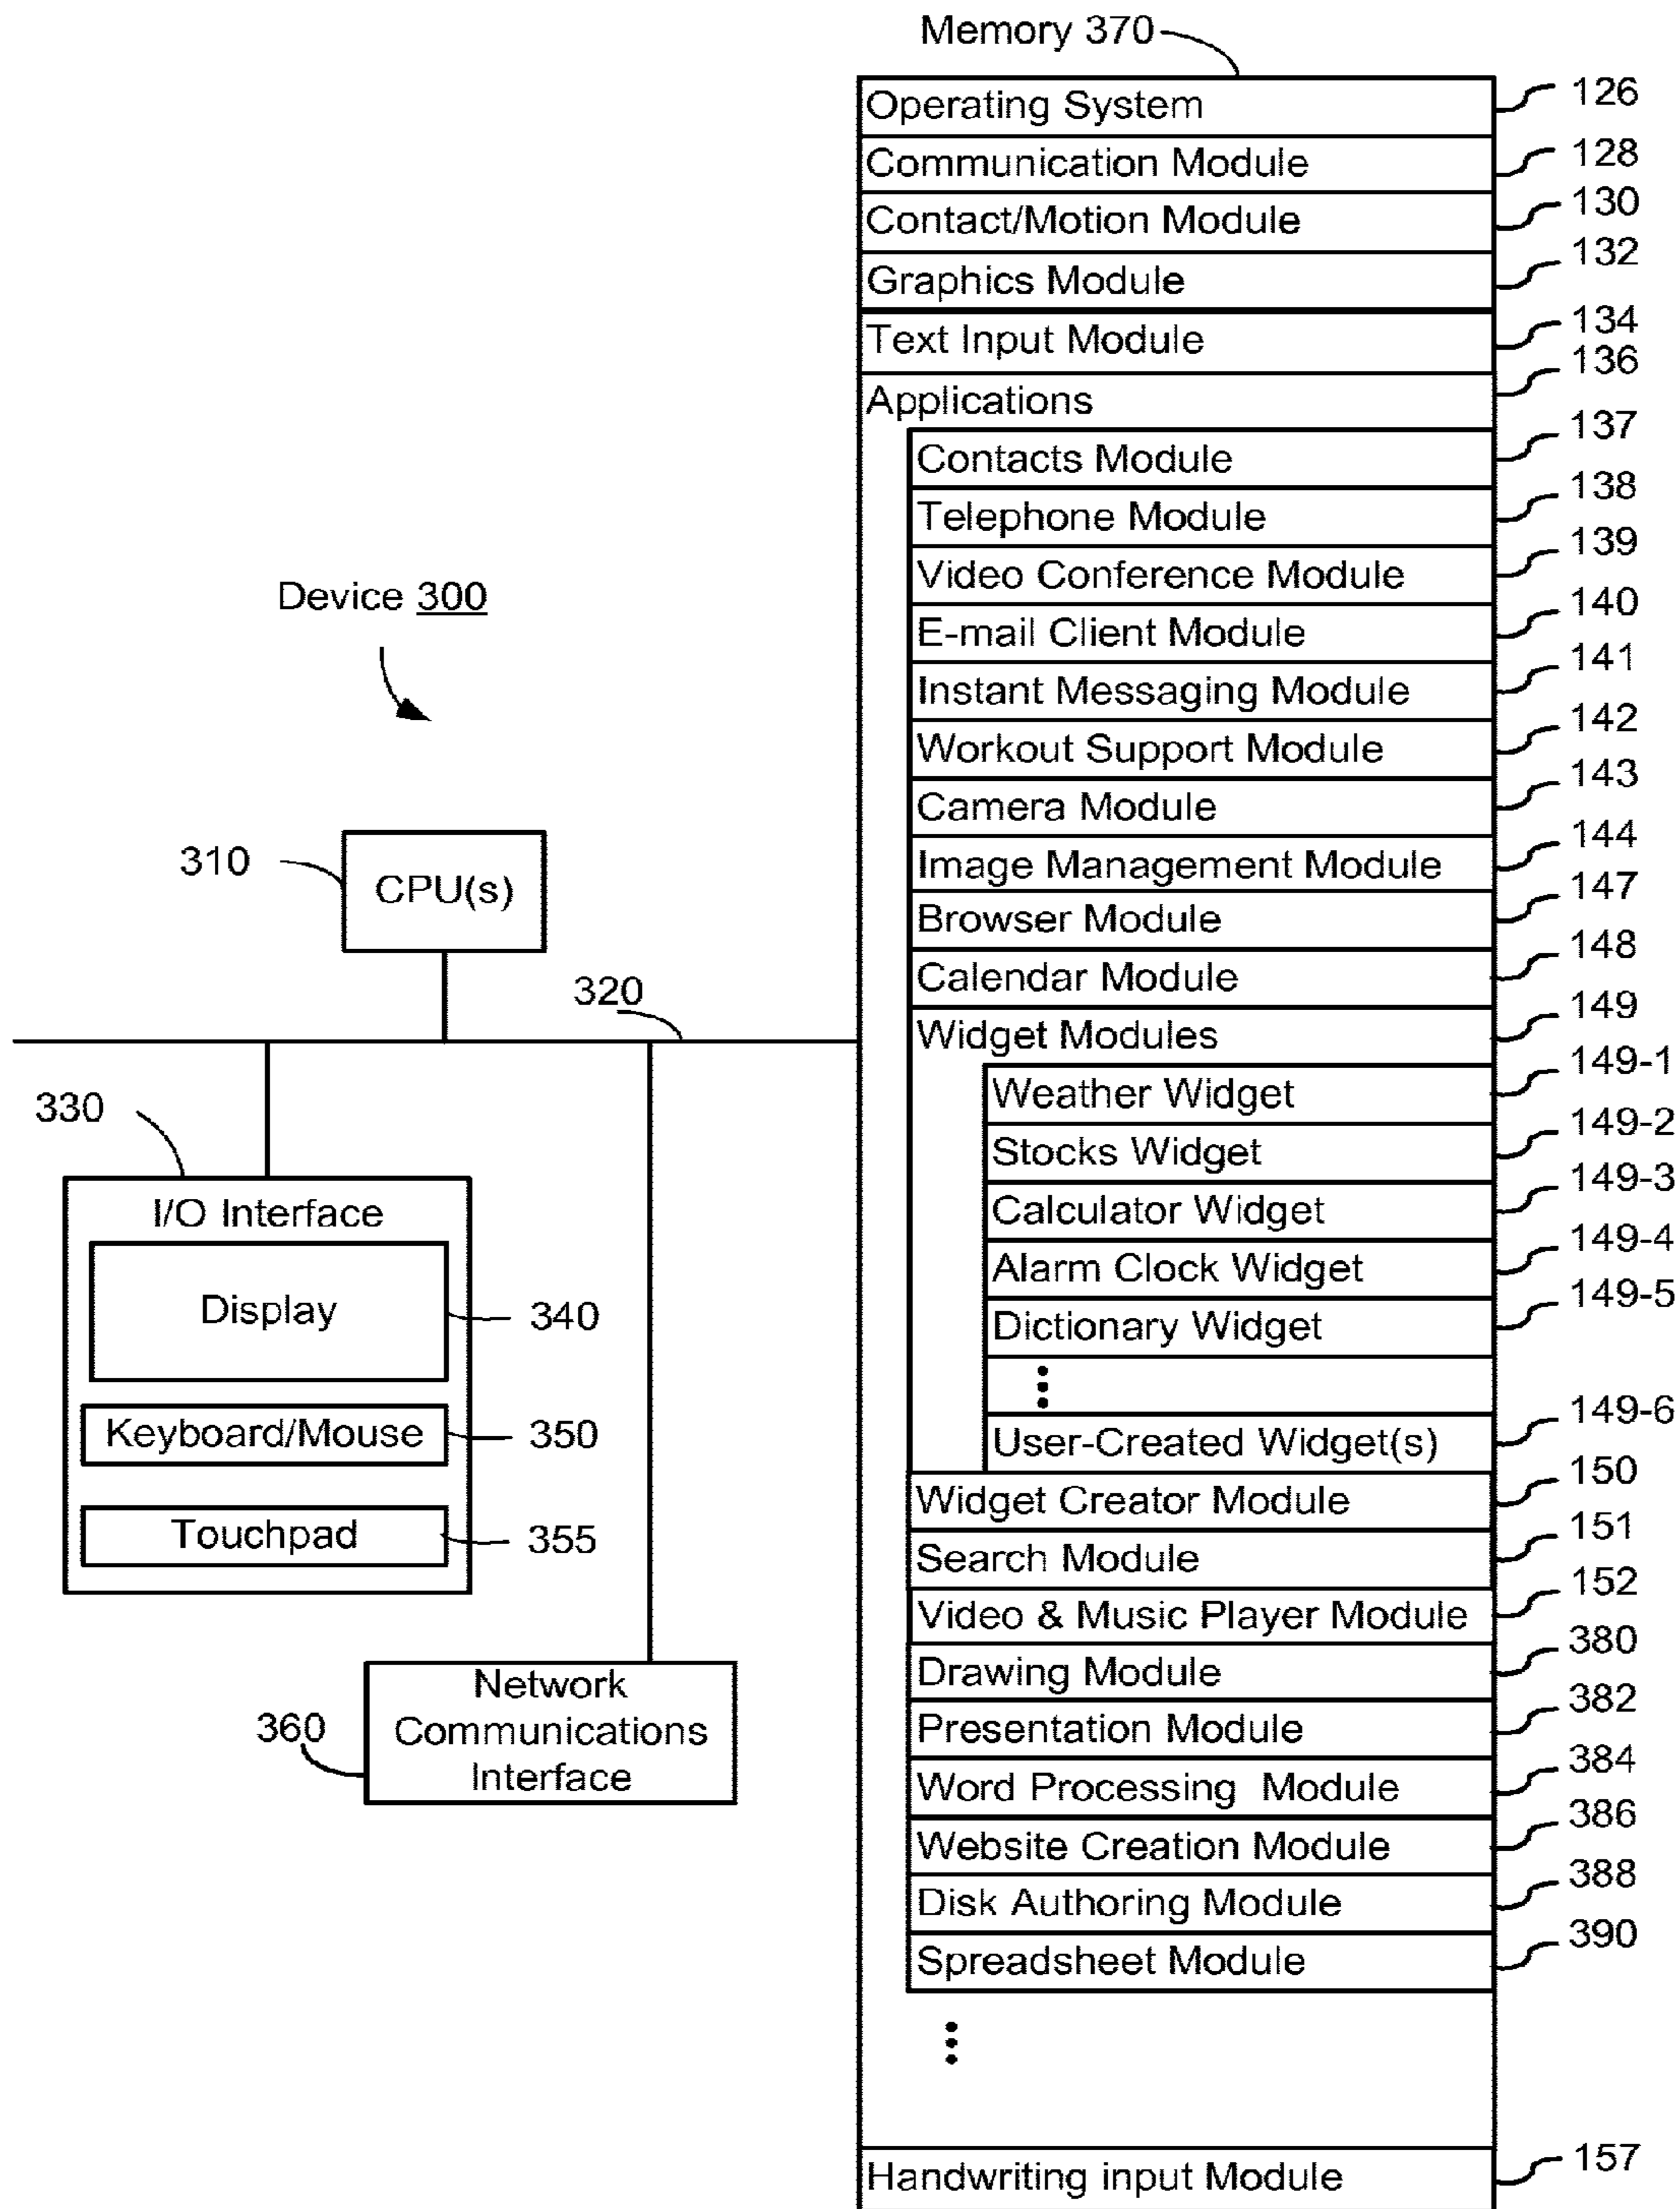 Memory 370
Operating System 126
Communication Module 128
Contact/Motion Module 130
Graphics Module 132
Text Input Module 134
Applications 136
Contacts Module 137
Telephone Module 138
Video Conference Module 139
E-mail Client Module 140
Instant Messaging Module 141
Workout Support Module 142
Camera Module 143
Image Management Module 144
Browser Module 147
Calendar Module 148
Widget Modules 149
Weather Widget 149-1
Stocks Widget 149-2
Calculator Widget 149-3
Alarm Clock Widget 149-4
Dictionary Widget 149-5
User-Created Widget(s) 149-6
Widget Creator Module 150
Search Module 151
Video & Music Player Module 152
Drawing Module 380
Presentation Module 382
Word Processing Module 384
Website Creation Module 386
Disk Authoring Module 388
Spreadsheet Module 390
Handwriting input Module 157
Device 300
310
CPU(s)
320
330
I/O Interface
Display 340
Keyboard/Mouse 350
Touchpad 355
360
Network
Communications
Interface